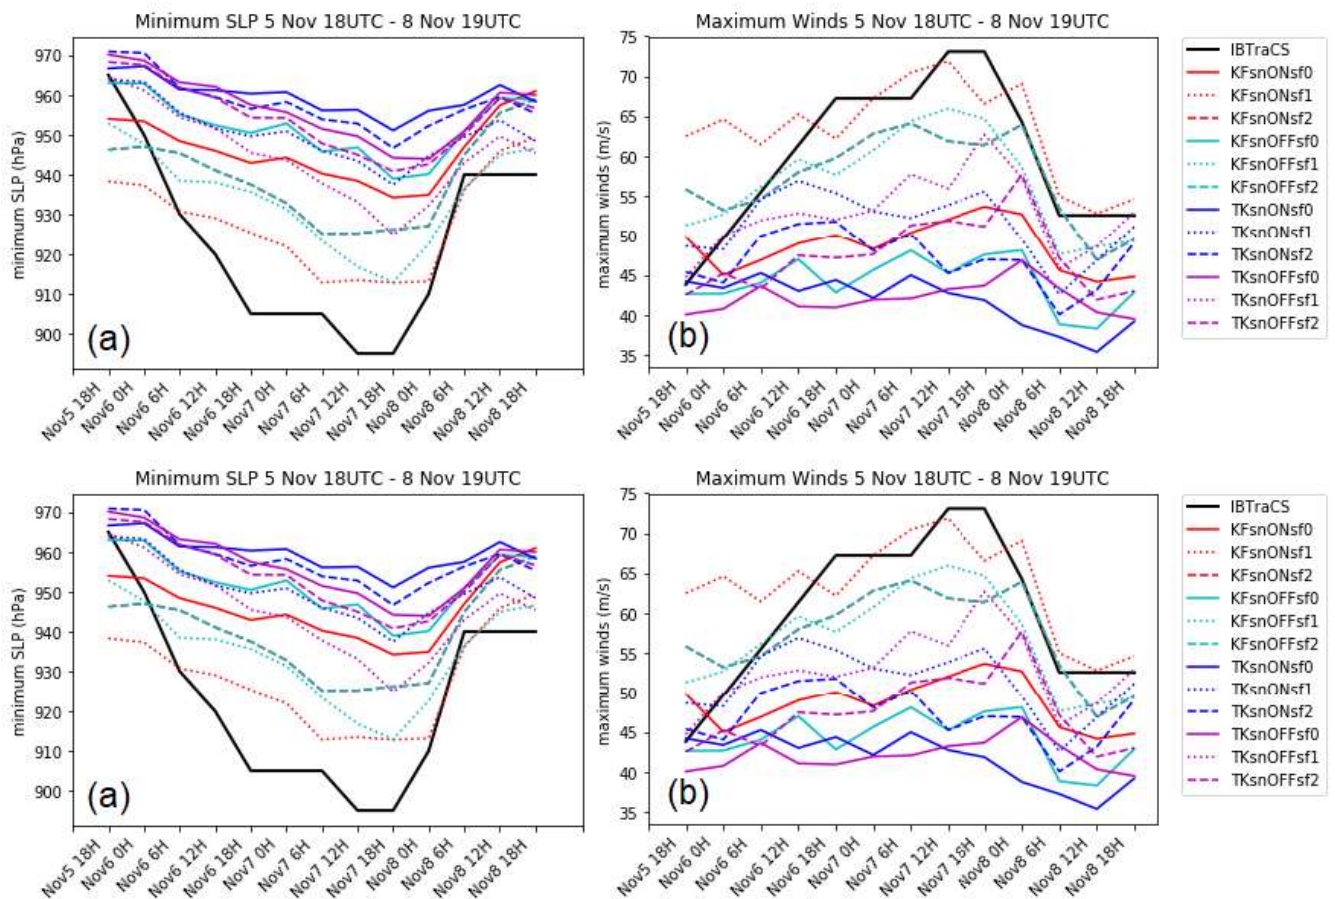 Minimum SLP 5 Nov 18UTC - 8 Nov 19UTC
970
960
950
940
930
920
910
900
minimum SLP (hPa)
(a)
Nov5 18H
Nov6 0H
Nov6 6H
Nov6 12H
Nov6 18H
Nov7 0H
Nov7 6H
Nov7 12H
Nov7 18H
Nov8 0H
Nov8 6H
Nov8 12H
Nov8 18H
Maximum Winds 5 Nov 18UTC - 8 Nov 19UTC
75
70
65
60
55
50
45
40
35
maximum winds (m/s)
(b)
Nov5 18H
Nov6 0H
Nov6 6H
Nov6 12H
Nov6 18H
Nov7 0H
Nov7 6H
Nov7 12H
Nov7 18H
Nov8 0H
Nov8 6H
Nov8 12H
Nov8 18H
IBTraCS
KFsnONsf0
KFsnONsf1
KFsnONsf2
KFsnOFFsf0
KFsnOFFsf1
KFsnOFFsf2
TKsnONsf0
TKsnONsf1
TKsnONsf2
TKsnOFFsf0
TKsnOFFsf1
TKsnOFFsf2
Minimum SLP 5 Nov 18UTC - 8 Nov 19UTC
970
960
950
940
930
920
910
900
minimum SLP (hPa)
(a)
Nov5 18H
Nov6 0H
Nov6 6H
Nov6 12H
Nov6 18H
Nov7 0H
Nov7 6H
Nov7 12H
Nov7 18H
Nov8 0H
Nov8 6H
Nov8 12H
Nov8 18H
Maximum Winds 5 Nov 18UTC - 8 Nov 19UTC
75
70
65
60
55
50
45
40
35
maximum winds (m/s)
(b)
Nov5 18H
Nov6 0H
Nov6 6H
Nov6 12H
Nov6 18H
Nov7 0H
Nov7 6H
Nov7 12H
Nov7 18H
Nov8 0H
Nov8 6H
Nov8 12H
Nov8 18H
IBTraCS
KFsnONsf0
KFsnONsf1
KFsnONsf2
KFsnOFFsf0
KFsnOFFsf1
KFsnOFFsf2
TKsnONsf0
TKsnONsf1
TKsnONsf2
TKsnOFFsf0
TKsnOFFsf1
TKsnOFFsf2